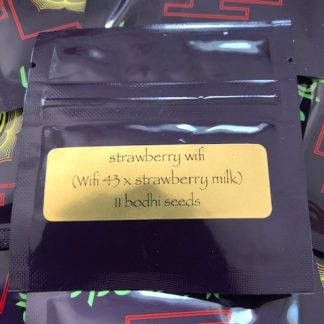 strawberry wifi
(Wifi 43 x strawberry milk)
11 bodhi seeds